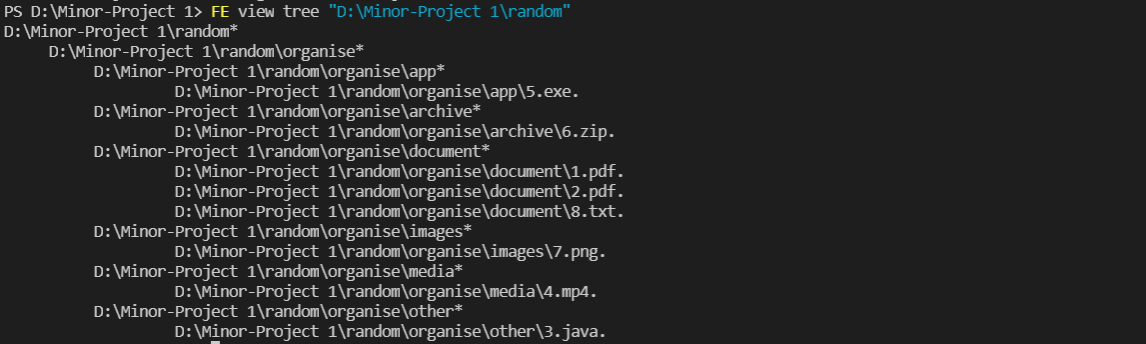 PS D:\Minor-Project 1> FE view tree "D:\Minor-Project 1\random"
D:\Minor-Project 1\random*
D:\Minor-Project 1\random\organise*
D:\Minor-Project 1\random\organise\app*
D:\Minor-Project 1\random\organise\app\5.exe.
D:\Minor-Project 1\random\organise\archive*
D:\Minor-Project 1\random\organise\archive\6.zip.
D:\Minor-Project 1\random\organise\document*
D:\Minor-Project 1\random\organise\document\1.pdf.
D:\Minor-Project 1\random\organise\document\2.pdf.
D:\Minor-Project 1\random\organise\document\8.txt.
D:\Minor-Project 1\random\organise\images*
D:\Minor-Project 1\random\organise\images\7.png.
D:\Minor-Project 1\random\organise\media*
D:\Minor-Project 1\random\organise\media\4.mp4.
D:\Minor-Project 1\random\organise\other*
D:\Minor-Project 1\random\organise\other\3.java.